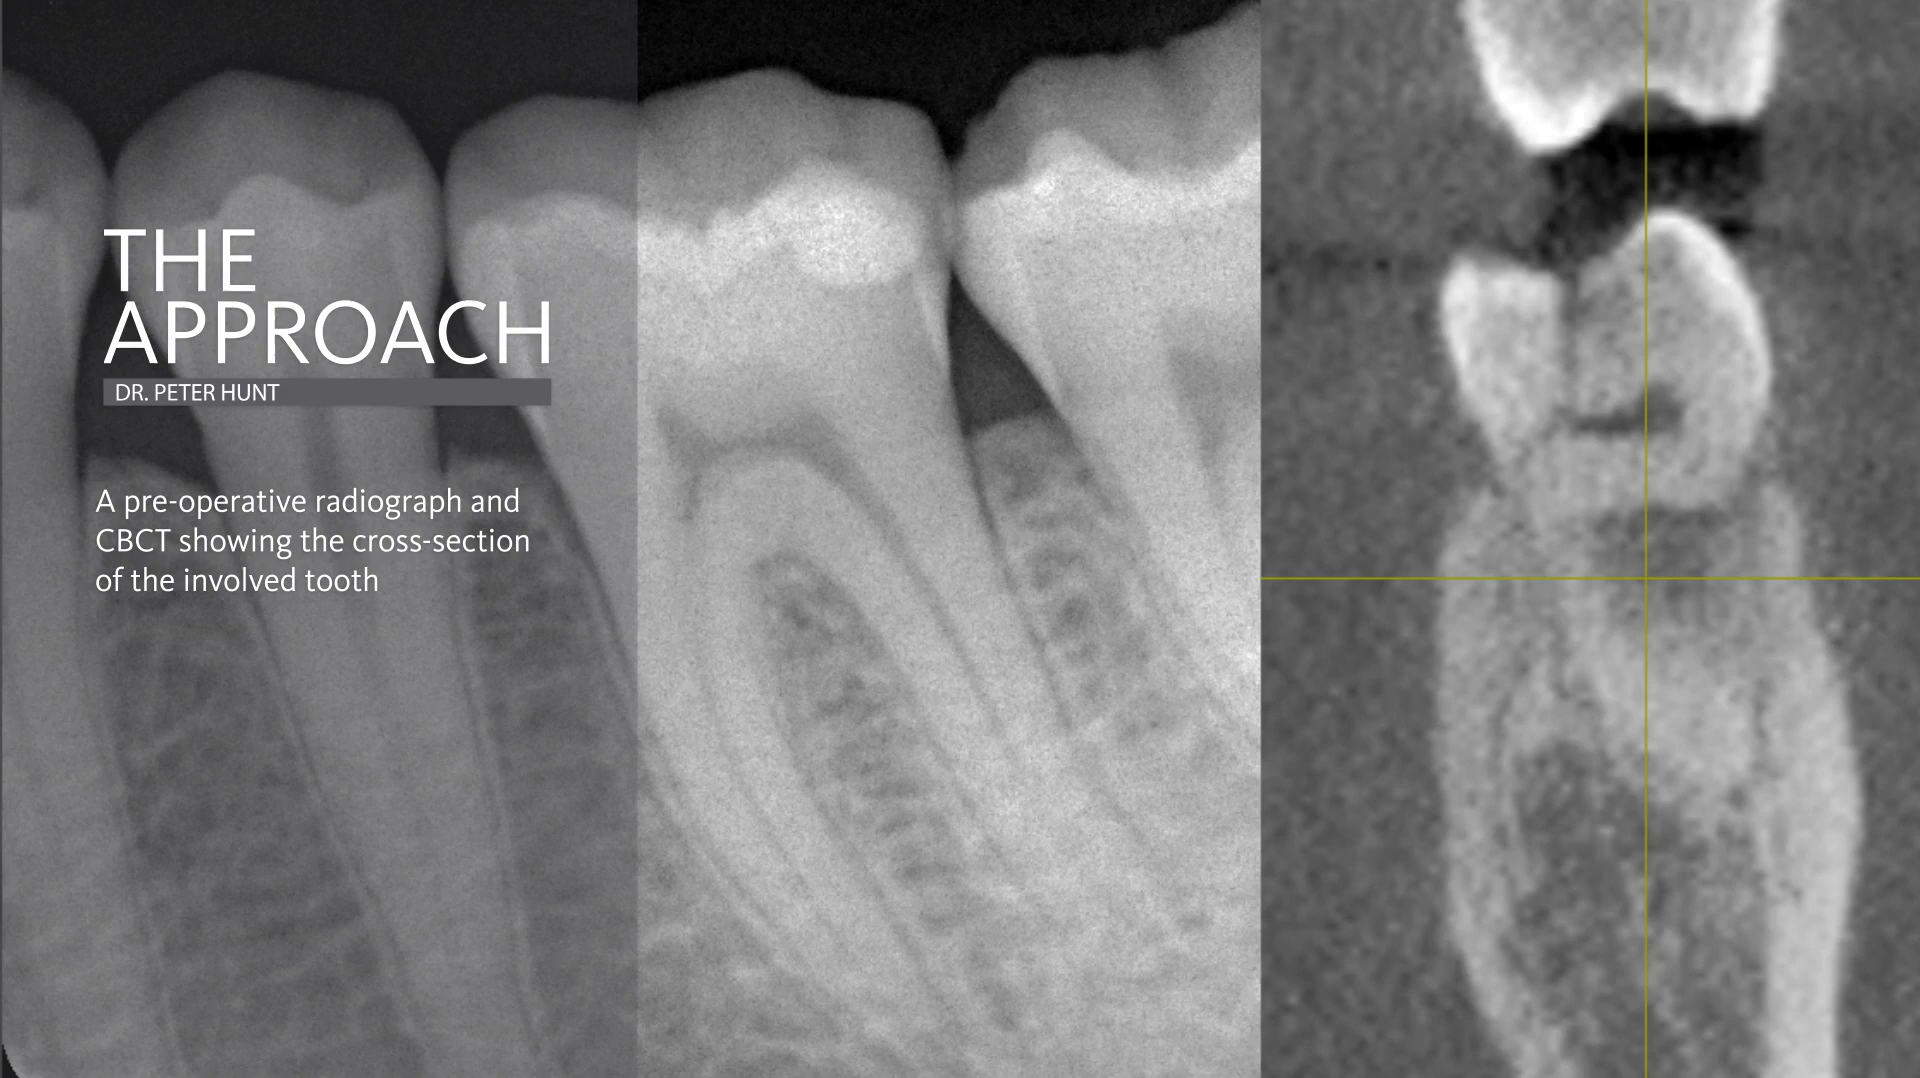 THE
APPROACH
DR. PETER HUNT
A pre-operative radiograph and
CBCT showing the cross-section
of the involved tooth